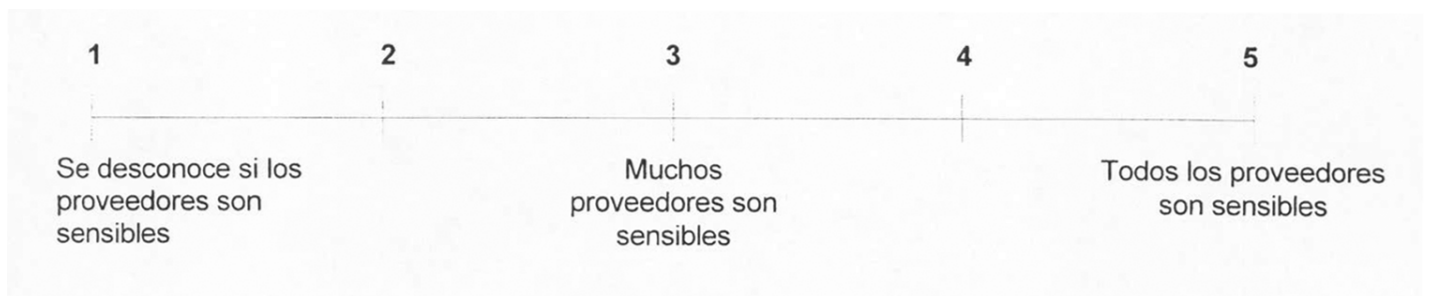 1 2 3 4 5
Se desconoce si los
proveedores son
sensibles
Muchos
proveedores son
sensibles
Todos los proveedores
son sensibles